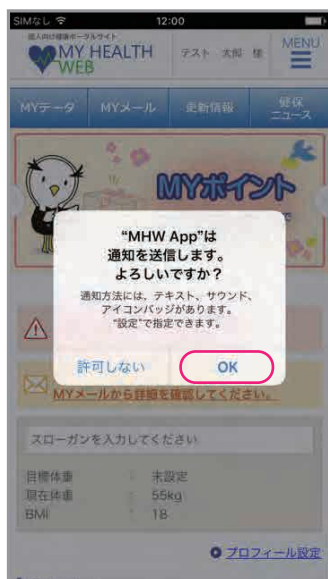 SIMなし 12:00
個人向け健康ポータルサイト
MY HEALTH WEB
テスト 太郎 様
MENU
MYデータ MYメール 更新情報 健保ニュース
MYポイント
で
“MHW App”は
通知を送信します。
よろしいですか？
通知方法には、テキスト、サウンド、
アイコンバッジがあります。
“設定”で指定できます。
許可しない OK
MYメールから詳細を確認してください。
スローガンを入力してください
目標体重 : 未設定
現在体重 : 55kg
BMI : 18
プロフィール設定